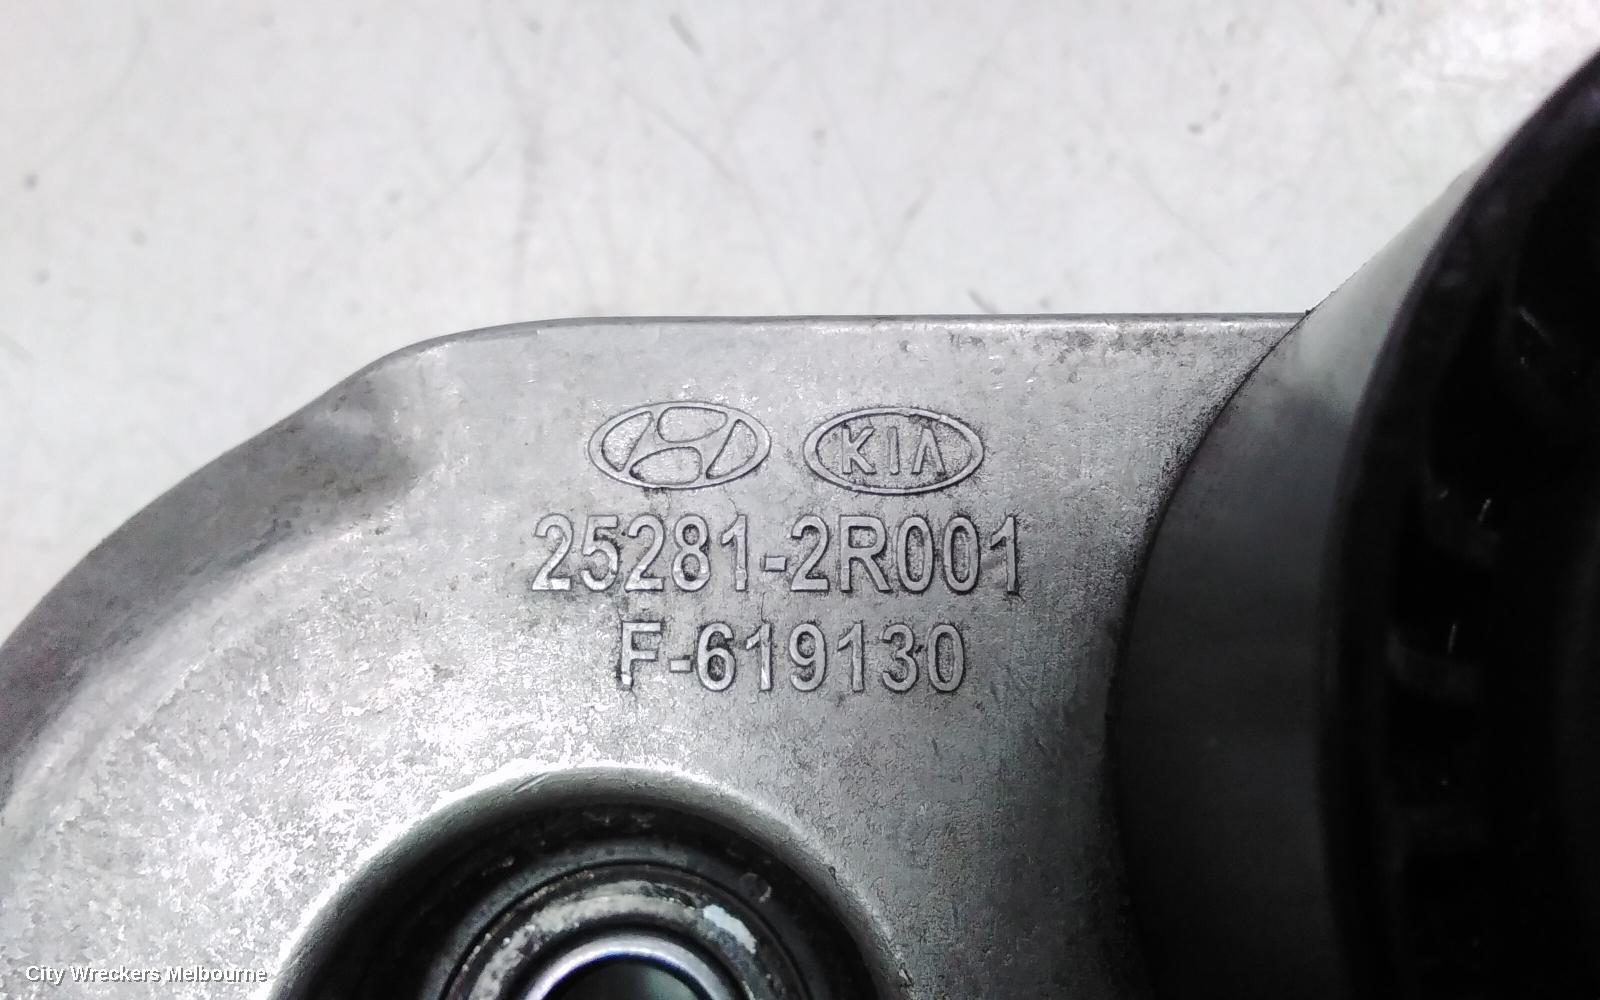 KIA
25281-2R001
F-619130
City Wreckers Melbourne